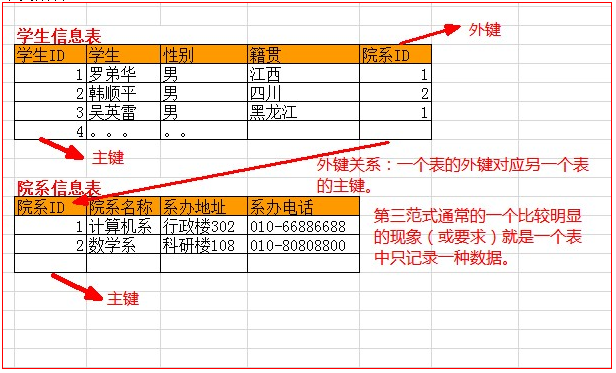 学生信息表
外键
学生ID 学生 性别 籍贯 院系ID
1 罗弟华 男 江西 1
2 韩顺平 男 四川 2
3 吴英雷 男 黑龙江 1
4 。。。 。。
主键
外键关系：一个表的外键对应另一个表
的主键。
院系信息表
院系ID 院系名称 系办地址 系办电话
1 计算机系 行政楼302 010-66886688
2 数学系 科研楼108 010-80808800
第三范式通常的一个比较明显
的现象（或要求）就是一个表
中只记录一种数据。
主键